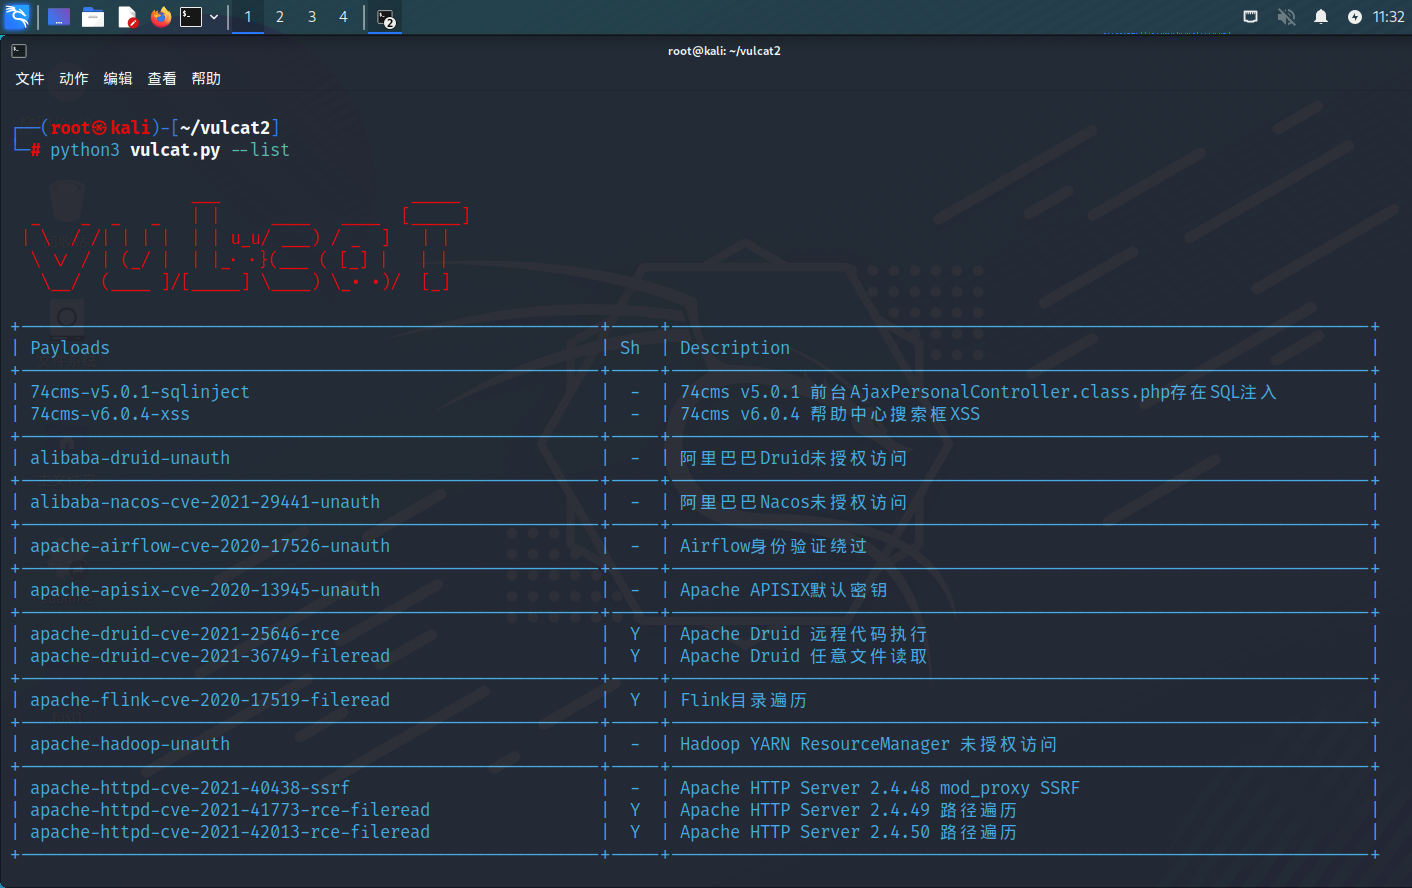 1 2 3 4 2 11:32
root@kali: ~/vulcat2
文件 动作 编辑 查看 帮助
┌──(root㉿kali)-[~/vulcat2]
└─# python3 vulcat.py --list
Payloads | Sh | Description
74cms-v5.0.1-sqlinject | - | 74cms v5.0.1 前台AjaxPersonalController.class.php存在SQL注入
74cms-v6.0.4-xss | - | 74cms v6.0.4 帮助中心搜索框XSS
alibaba-druid-unauth | - | 阿里巴巴Druid未授权访问
alibaba-nacos-cve-2021-29441-unauth | - | 阿里巴巴Nacos未授权访问
apache-airflow-cve-2020-17526-unauth | - | Airflow身份验证绕过
apache-apisix-cve-2020-13945-unauth | - | Apache APISIX默认密钥
apache-druid-cve-2021-25646-rce | Y | Apache Druid 远程代码执行
apache-druid-cve-2021-36749-fileread | Y | Apache Druid 任意文件读取
apache-flink-cve-2020-17519-fileread | Y | Flink目录遍历
apache-hadoop-unauth | - | Hadoop YARN ResourceManager 未授权访问
apache-httpd-cve-2021-40438-ssrf | - | Apache HTTP Server 2.4.48 mod_proxy SSRF
apache-httpd-cve-2021-41773-rce-fileread | Y | Apache HTTP Server 2.4.49 路径遍历
apache-httpd-cve-2021-42013-rce-fileread | Y | Apache HTTP Server 2.4.50 路径遍历